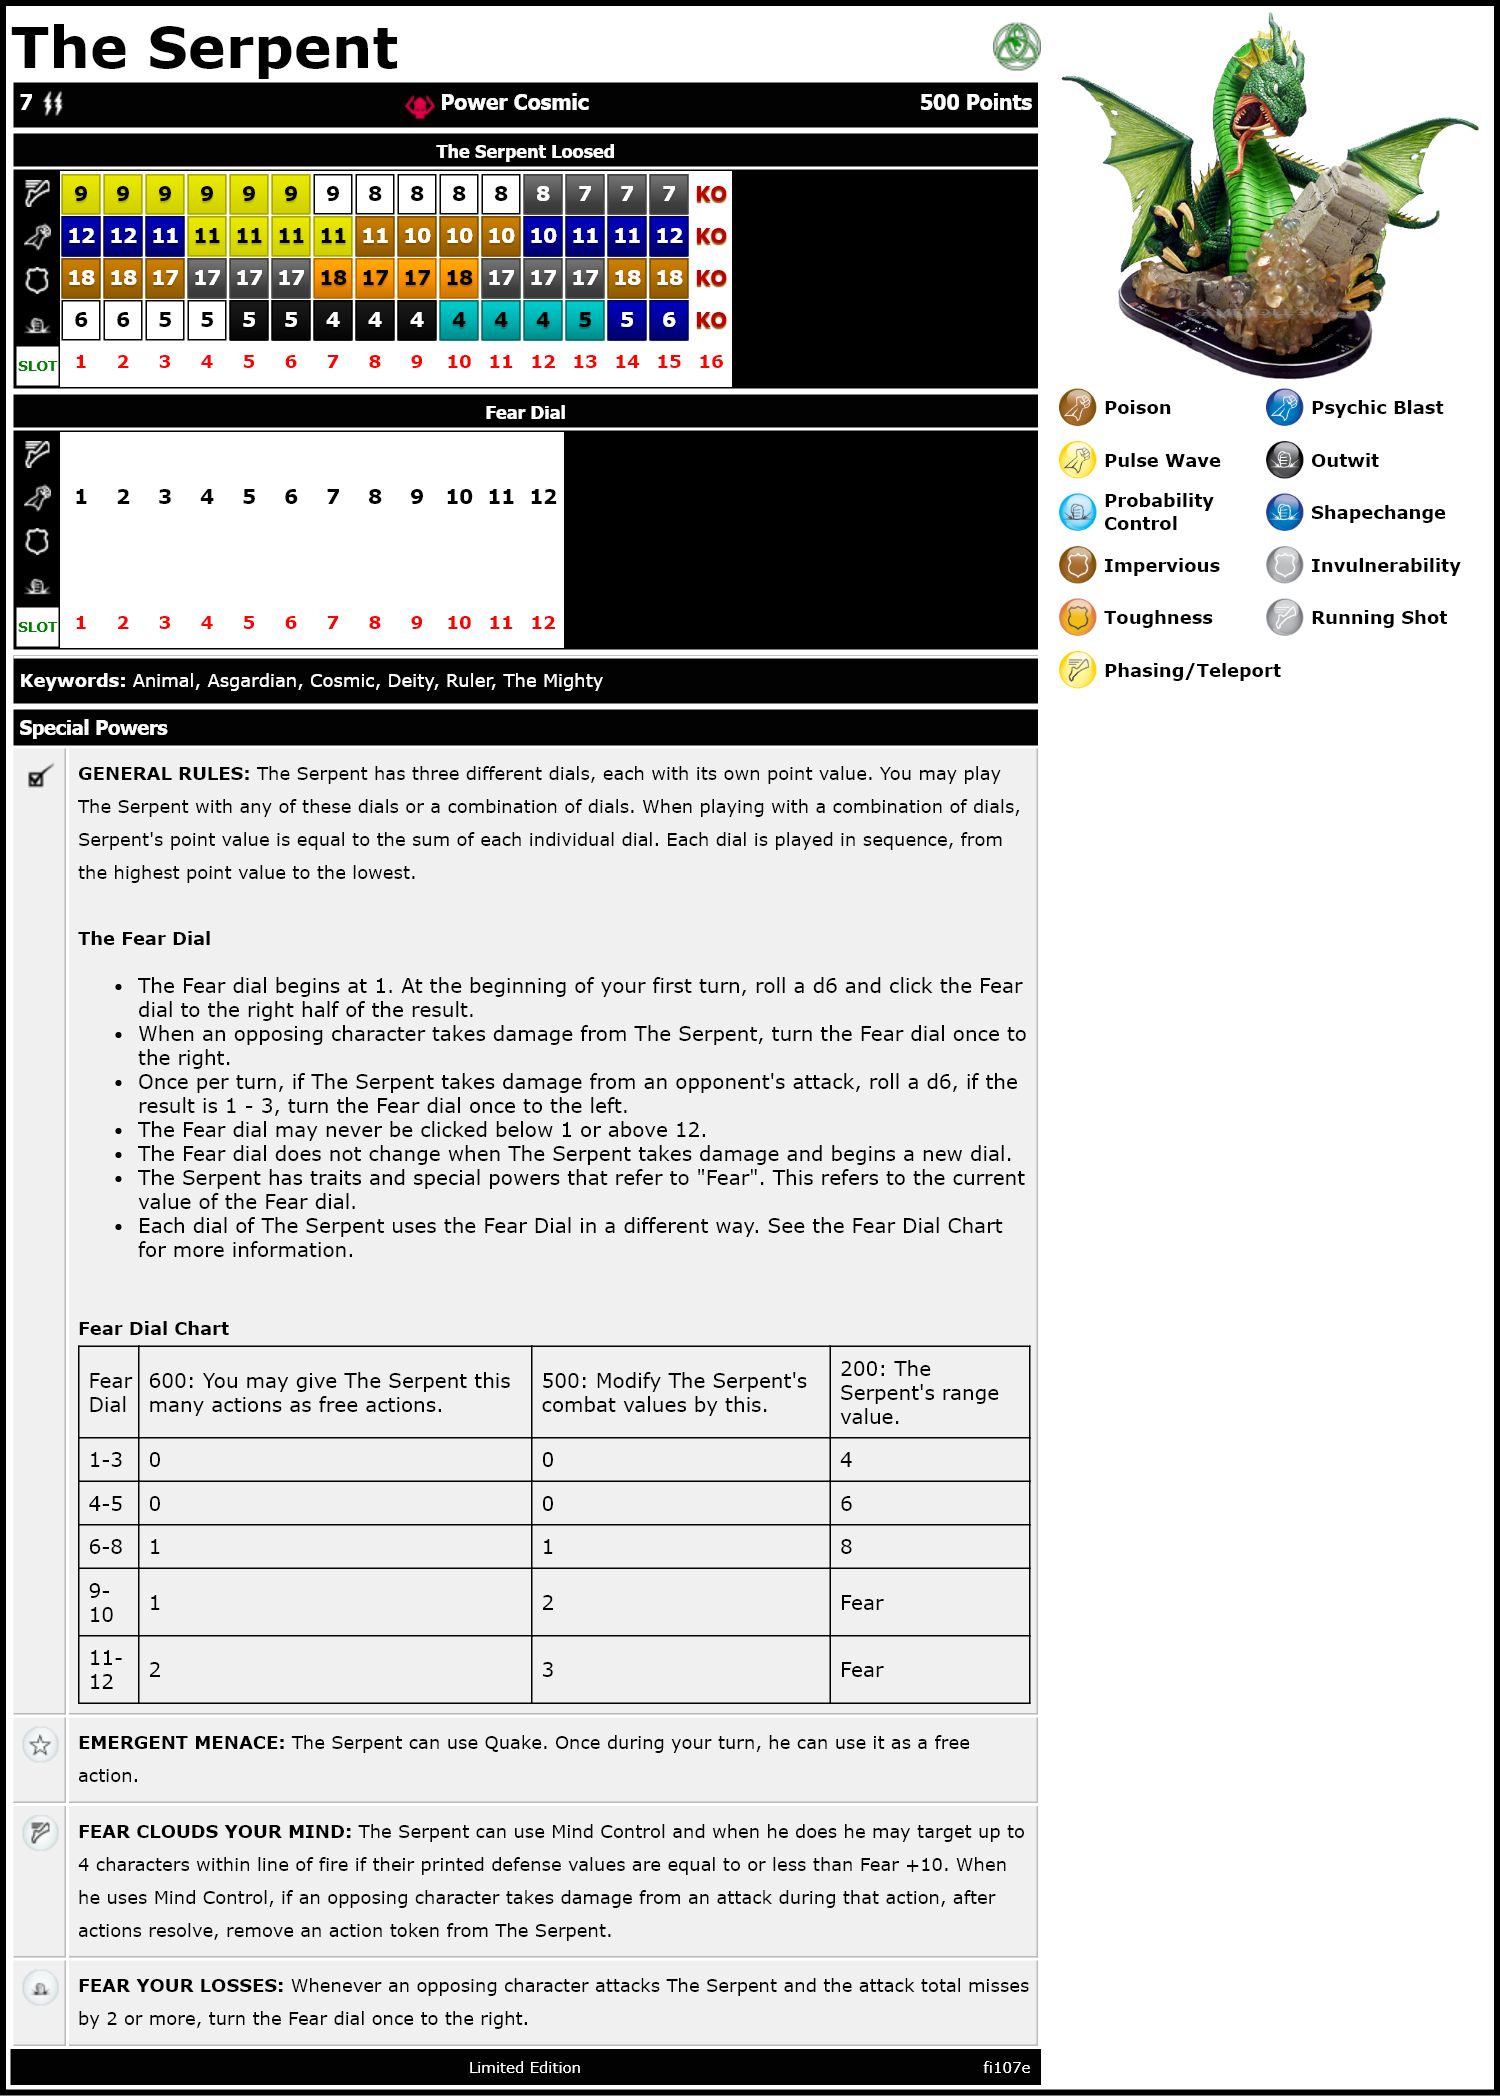 The Serpent
7 Power Cosmic 500 Points
The Serpent Loosed
9 9 9 9 9 9 9 8 8 8 8 8 7 7 7 KO
12 12 11 11 11 11 11 11 10 10 10 10 11 11 12 KO
18 18 17 17 17 17 18 17 17 18 17 17 17 18 18 KO
6 6 5 5 5 5 4 4 4 4 4 4 5 5 6 KO
SLOT 1 2 3 4 5 6 7 8 9 10 11 12 13 14 15 16
Fear Dial
1 2 3 4 5 6 7 8 9 10 11 12
SLOT 1 2 3 4 5 6 7 8 9 10 11 12
Keywords: Animal, Asgardian, Cosmic, Deity, Ruler, The Mighty
Special Powers
GENERAL RULES: The Serpent has three different dials, each with its own point value. You may play
The Serpent with any of these dials or a combination of dials. When playing with a combination of dials,
Serpent's point value is equal to the sum of each individual dial. Each dial is played in sequence, from
the highest point value to the lowest.
The Fear Dial
• The Fear dial begins at 1. At the beginning of your first turn, roll a d6 and click the Fear
dial to the right half of the result.
• When an opposing character takes damage from The Serpent, turn the Fear dial once to
the right.
• Once per turn, if The Serpent takes damage from an opponent's attack, roll a d6, if the
result is 1 - 3, turn the Fear dial once to the left.
• The Fear dial may never be clicked below 1 or above 12.
• The Fear dial does not change when The Serpent takes damage and begins a new dial.
• The Serpent has traits and special powers that refer to "Fear". This refers to the current
value of the Fear dial.
• Each dial of The Serpent uses the Fear Dial in a different way. See the Fear Dial Chart
for more information.
Fear Dial Chart
Fear Dial
600: You may give The Serpent this
many actions as free actions.
500: Modify The Serpent's
combat values by this.
200: The
Serpent's range
value.
1-3 0 0 4
4-5 0 0 6
6-8 1 1 8
9-
10 1 2 Fear
11-
12 2 3 Fear
EMERGENT MENACE: The Serpent can use Quake. Once during your turn, he can use it as a free
action.
FEAR CLOUDS YOUR MIND: The Serpent can use Mind Control and when he does he may target up to
4 characters within line of fire if their printed defense values are equal to or less than Fear +10. When
he uses Mind Control, if an opposing character takes damage from an attack during that action, after
actions resolve, remove an action token from The Serpent.
FEAR YOUR LOSSES: Whenever an opposing character attacks The Serpent and the attack total misses
by 2 or more, turn the Fear dial once to the right.
Limited Edition fi107e
Poison Psychic Blast
Pulse Wave Outwit
Probability
Control Shapechange
Impervious Invulnerability
Toughness Running Shot
Phasing/Teleport